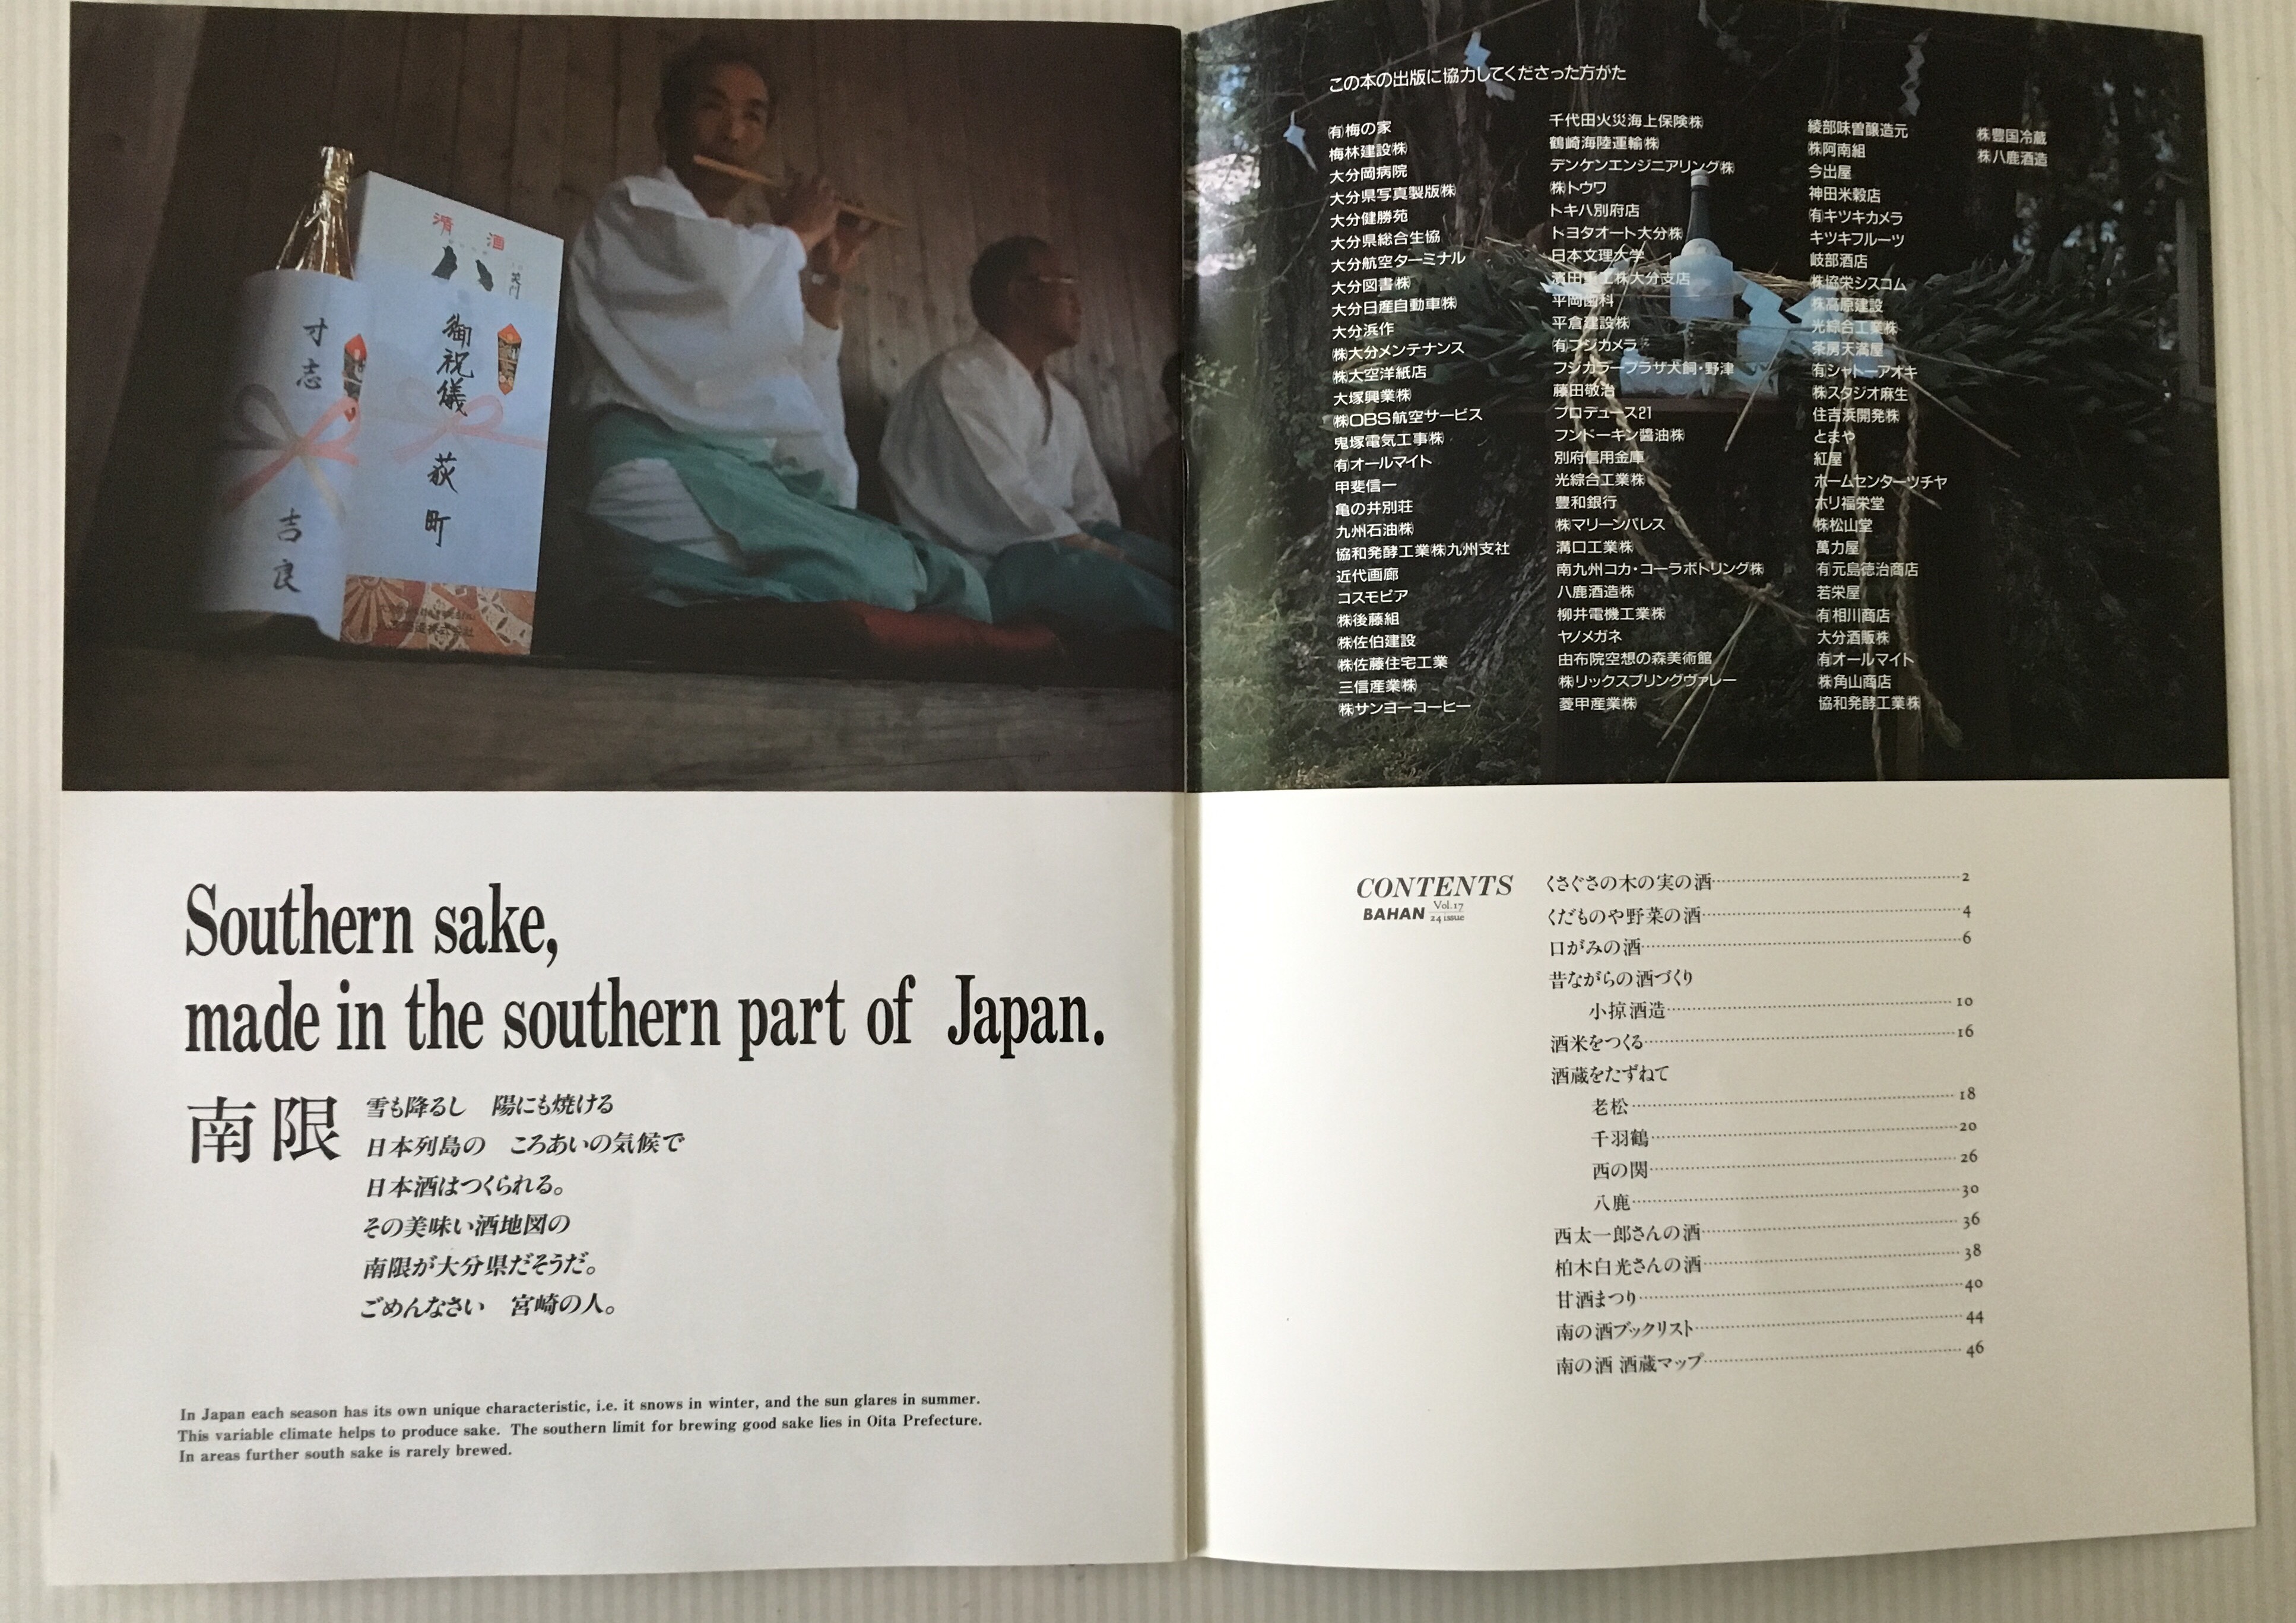 清酒
御祝儀
荻町
寸志
吉良
Southern sake,
made in the southern part of Japan.
南限
雪も降るし 陽にも焼ける
日本列島の ころあいの気候で
日本酒はつくられる。
その美味い酒地図の
南限が大分県だそうだ。
ごめんなさい 宮崎の人。
In Japan each season has its own unique characteristic, i.e. it snows in winter, and the sun glares in summer.
This variable climate helps to produce sake. The southern limit for brewing good sake lies in Oita Prefecture.
In areas further south sake is rarely brewed.
この本の出版に協力してくださった方がた
㈲梅の家
梅林建設㈱
大分岡病院
大分県写真製版㈱
大分健勝苑
大分県総合生協
大分航空ターミナル
大分図書㈱
大分日産自動車㈱
大分浜作
㈱大分メンテナンス
㈱大空洋紙店
大塚興業㈱
㈱OBS航空サービス
鬼塚電気工事㈱
㈲オールマイト
甲斐信一
亀の井別荘
九州石油㈱
協和発酵工業㈱九州支社
近代画廊
コスモピア
㈱後藤組
㈱佐伯建設
㈱佐藤住宅工業
三信産業㈱
㈱サンヨーコーヒー
千代田火災海上保険㈱
鶴崎海陸運輸㈱
デンケンエンジニアリング㈱
㈱トウワ
トキハ別府店
トヨタオート大分㈱
日本文理大学
濱田重工㈱大分支店
平岡歯科
平倉建設㈱
㈲フジカメラ
フジカラープラザ犬飼・野津
藤田敬治
プロデュース21
フンドーキン醬油㈱
別府信用金庫
光綜合工業㈱
豊和銀行
㈱マリーンパレス
溝口工業㈱
南九州コカ・コーラボトリング㈱
八鹿酒造㈱
柳井電機工業㈱
ヤノメガネ
由布院空想の森美術館
㈱リックスプリングヴァレー
菱甲産業㈱
綾部味曽醸造元
㈱阿南組
今出屋
神田米穀店
㈲キツキカメラ
キツキフルーツ
岐部酒店
㈱協栄シスコム
㈱高原建設
光綜合工業㈱
茶房天満屋
㈲シャトーアオキ
㈱スタジオ麻生
住吉浜開発㈱
とまや
紅屋
ホームセンターツチヤ
ホリ福栄堂
㈱松山堂
萬力屋
㈲元島徳治商店
若栄屋
㈲相川商店
大分酒販㈱
㈲オールマイト
㈱角山商店
協和発酵工業㈱
㈱豊国冷蔵
㈱八鹿酒造
CONTENTS
BAHAN Vol.17 24 issue
くさぐさの木の実の酒 2
くだものや野菜の酒 4
口がみの酒 6
昔ながらの酒づくり
小掠酒造 10
酒米をつくる 16
酒蔵をたずねて
老松 18
千羽鶴 20
西の関 26
八鹿 30
西太一郎さんの酒 36
柏木白光さんの酒 38
甘酒まつり 40
南の酒ブックリスト 44
南の酒 酒蔵マップ 46